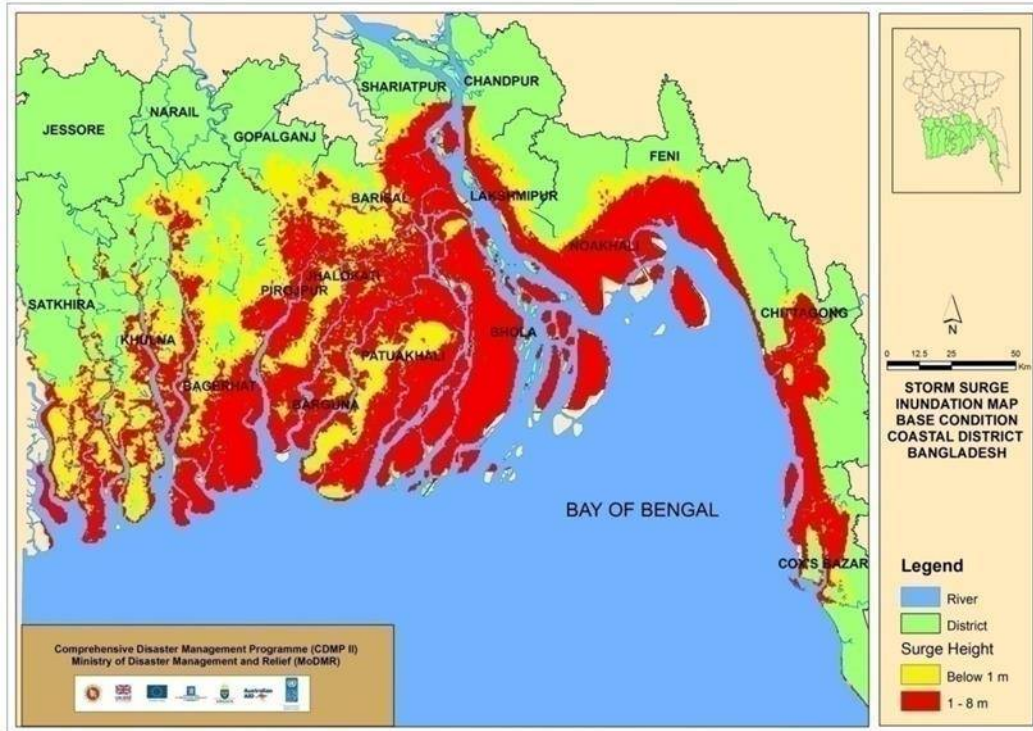 SHARIATPUR
CHANDPUR
NARAIL
JESSORE
GOPALGANJ
FENI
BARISAL
LAKSHMIPUR
NOAKHALI
JHALOKATI
PIROJPUR
SATKHIRA
CHITTAGONG
KHULNA
BHOLA
PATUAKHALI
BAGERHAT
BARGUNA
BAY OF BENGAL
COX'S BAZAR
Comprehensive Disaster Management Programme (CDMP II)
Ministry of Disaster Management and Relief (MoDMR)
Australian
N
0 12.5 25 50
Km
STORM SURGE
INUNDATION MAP
BASE CONDITION
COASTAL DISTRICT
BANGLADESH
Legend
River
District
Surge Height
Below 1 m
1 - 8 m